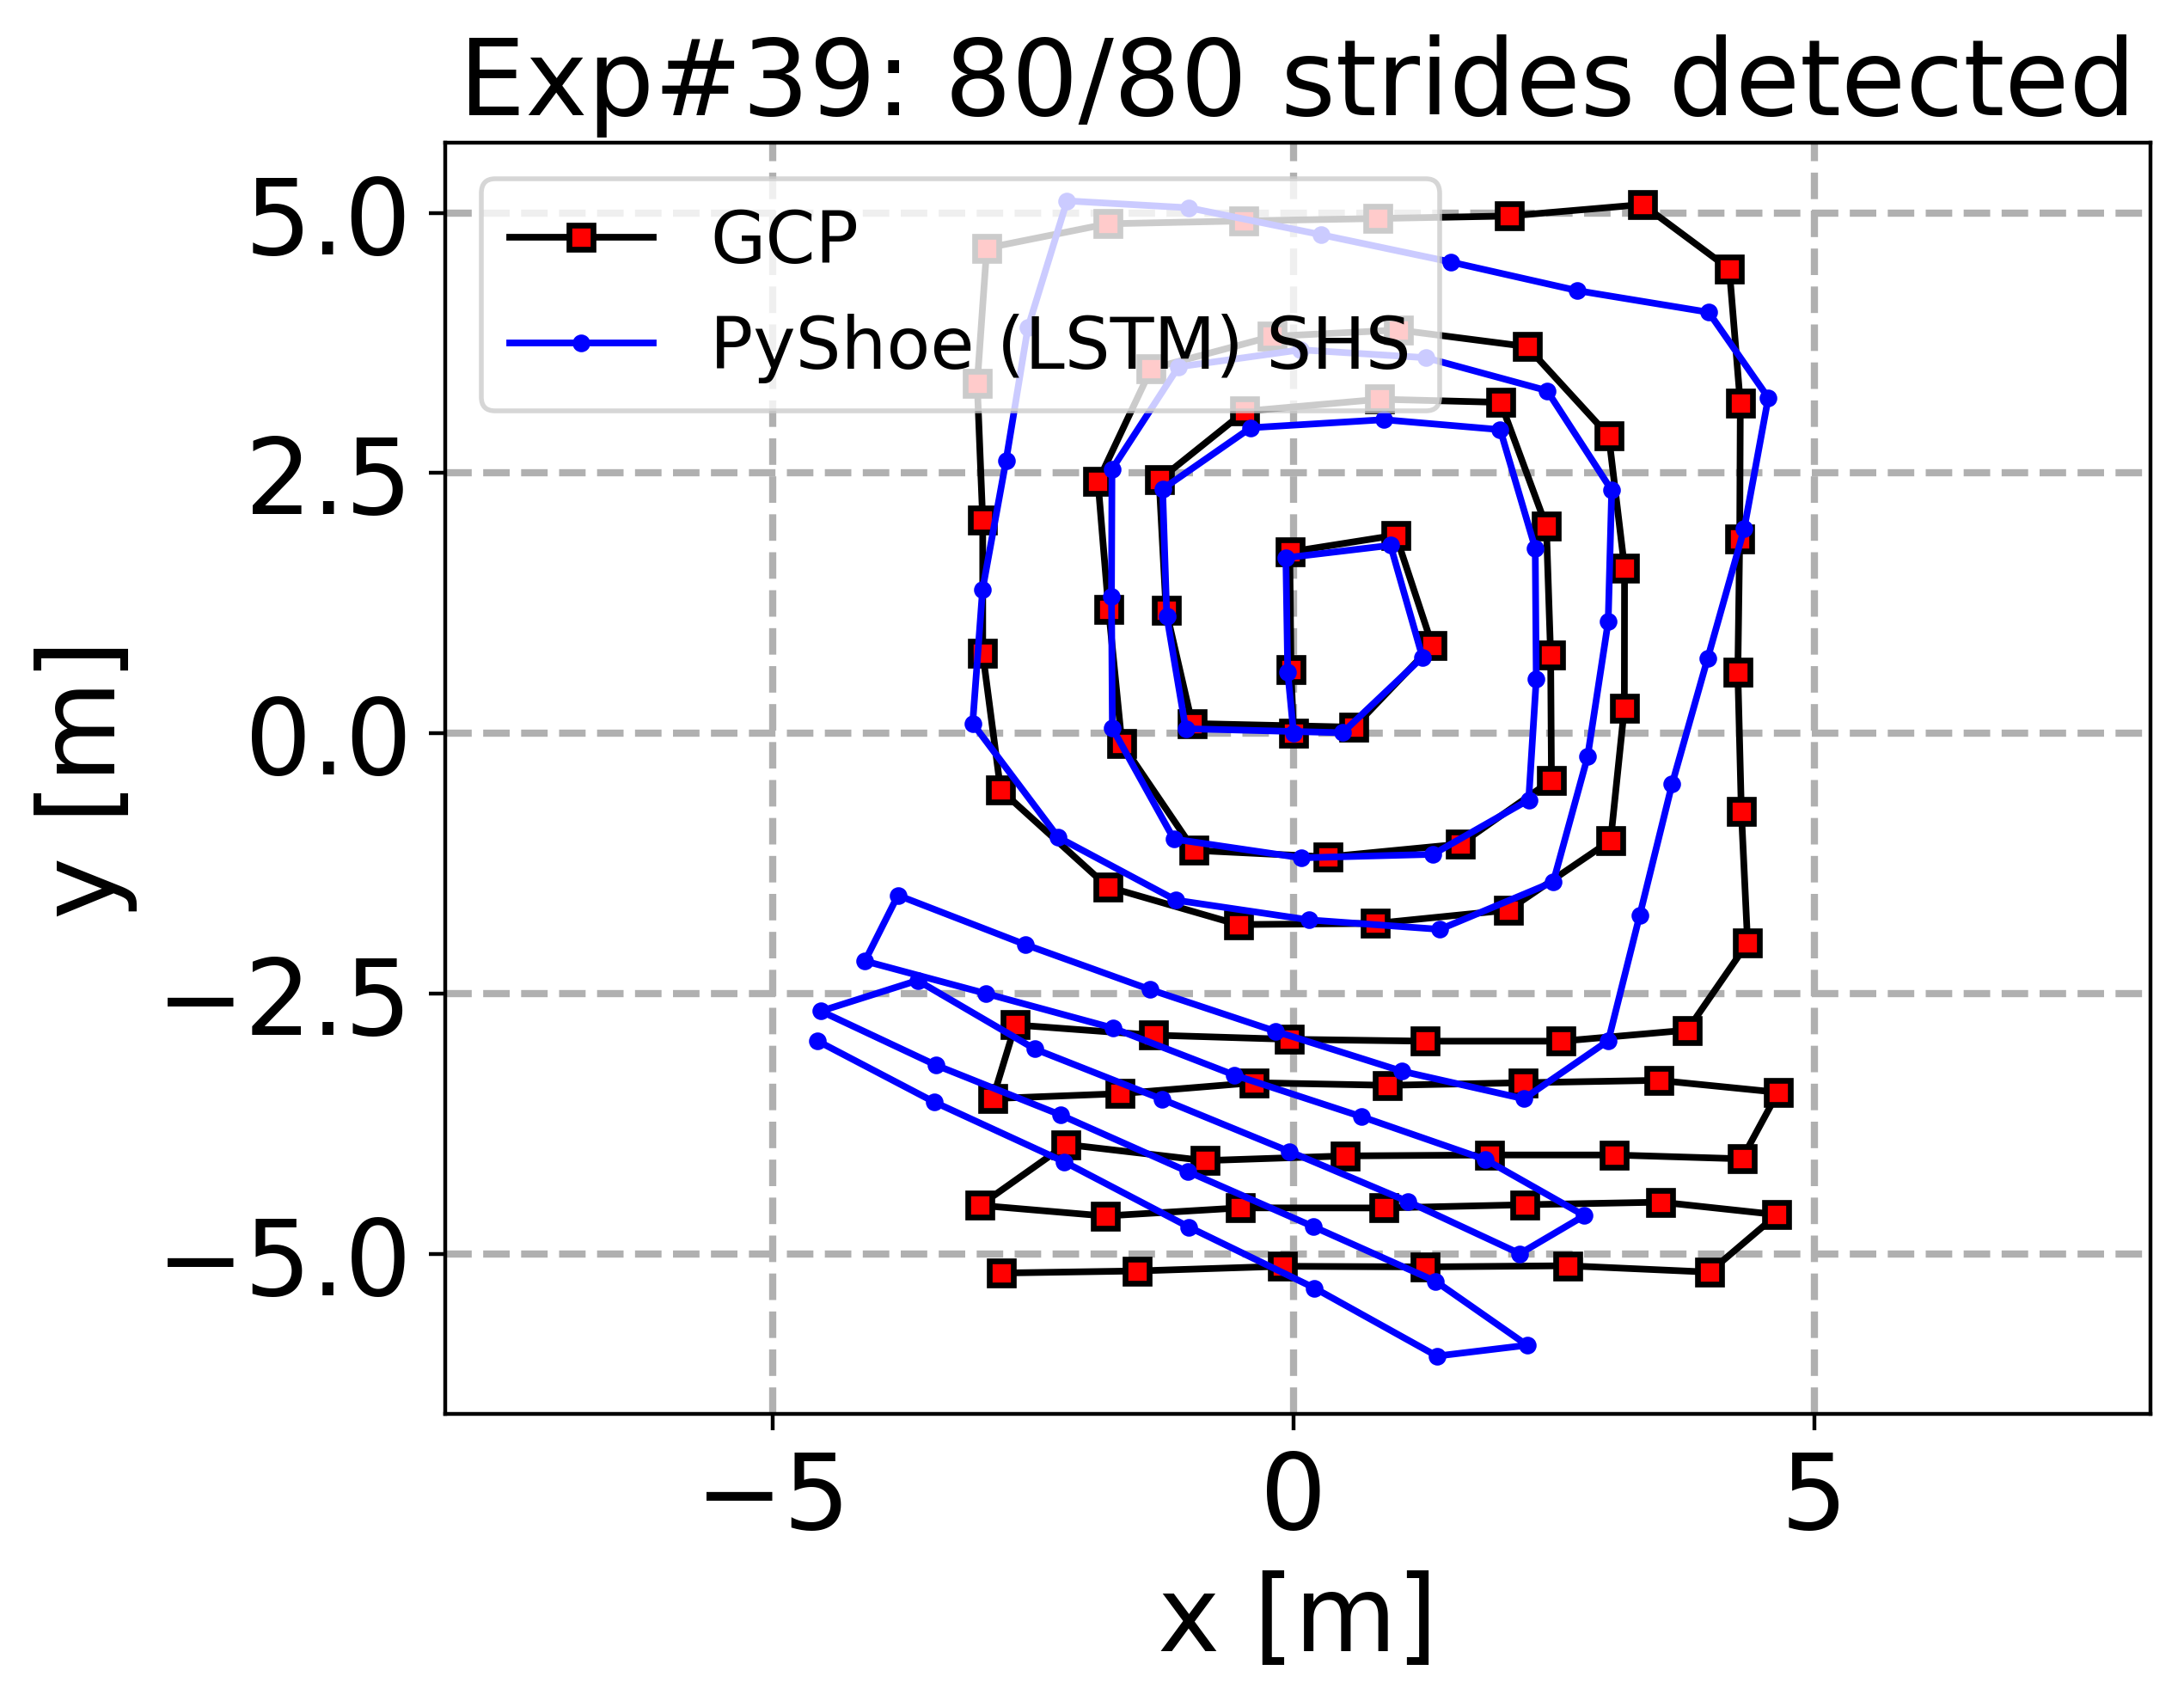 Exp#39: 80/80 strides detected
GCP
PyShoe (LSTM) SHS
5.0
2.5
0.0
−2.5
−5.0
y [m]
−5
0
5
x [m]